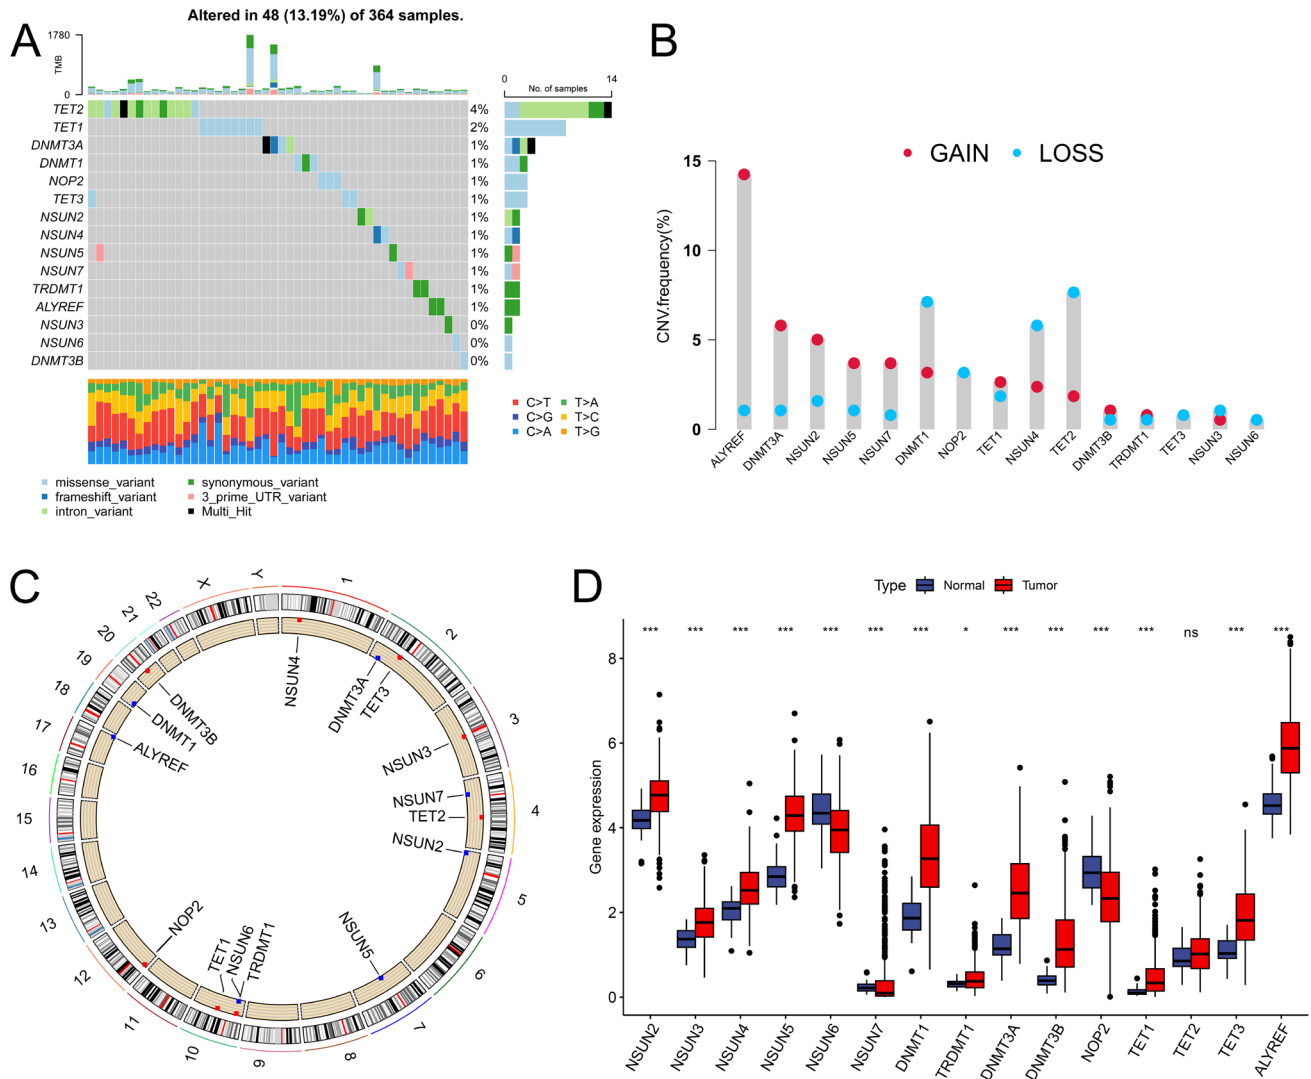 A
Altered in 48 (13.19%) of 364 samples.
1780
TMB
0
0 14
No. of samples
TET2 4%
TET1 2%
DNMT3A 1%
DNMT1 1%
NOP2 1%
TET3 1%
NSUN2 1%
NSUN4 1%
NSUN5 1%
NSUN7 1%
TRDMT1 1%
ALYREF 1%
NSUN3 0%
NSUN6 0%
DNMT3B 0%
C>T T>A
C>G T>C
C>A T>G
missense_variant synonymous_variant
frameshift_variant 3_prime_UTR_variant
intron_variant Multi_Hit
B
GAIN LOSS
CNV.frequency(%)
15
10
5
0
ALYREF
DNMT3A
NSUN2
NSUN5
NSUN7
DNMT1
NOP2
TET1
NSUN4
TET2
DNMT3B
TRDMT1
TET3
NSUN3
NSUN6
C
1
2
3
4
5
6
7
8
9
10
11
12
13
14
15
16
17
18
19
20
21
22
X
Y
NSUN4
DNMT3A
TET3
NSUN3
NSUN7
TET2
NSUN2
NSUN5
TRDMT1
NSUN6
TET1
NOP2
ALYREF
DNMT1
DNMT3B
D
Type Normal Tumor
*** *** *** *** *** *** *** * *** *** *** *** ns *** ***
Gene expression
8
6
4
2
0
NSUN2
NSUN3
NSUN4
NSUN5
NSUN6
NSUN7
DNMT1
TRDMT1
DNMT3A
DNMT3B
NOP2
TET1
TET2
TET3
ALYREF